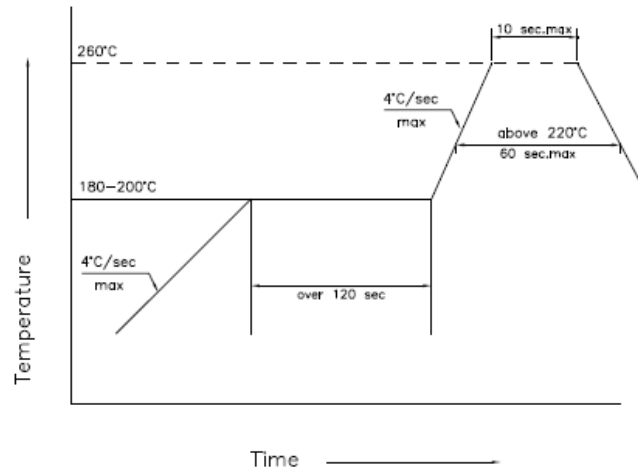 10 sec.max
260°C
4°C/sec
max
above 220°C
60 sec.max
180-200°C
4°C/sec
max
over 120 sec
Temperature
Time